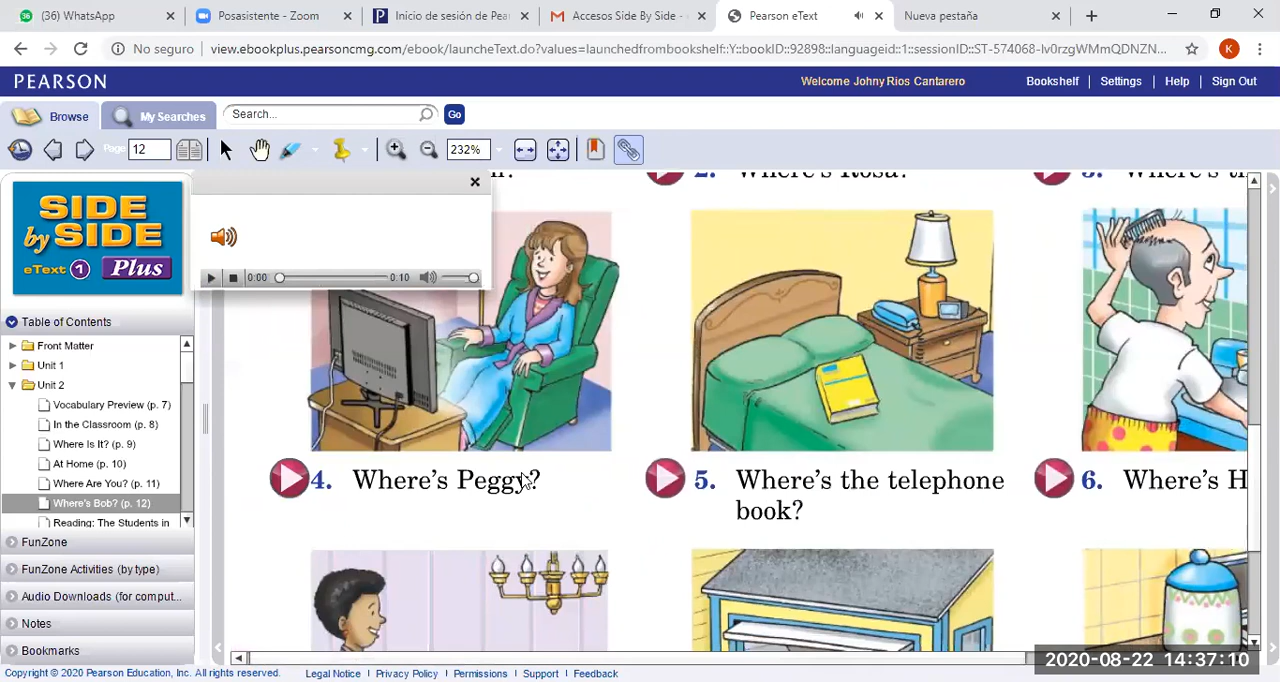 (36) WhatsApp
Posasistente - Zoom
Inicio de sesión de Pe
Accesos Side By Side -
Pearson eText
Nueva pestaña
No seguro
view.ebookplus.pearsoncmg.com/ebook/launcheText.do?values=launchedfrombookshelf::Y::bookID::92898::languageid::1::sessionID::ST-574068-lv0rzgWMmQDNZN...
K
PEARSON
Welcome Johny Rios Cantarero
Bookshelf
Settings
Help
Sign Out
Browse
My Searches
Search...
Go
Page 12
232%
SIDE
by SIDE
eText 1 Plus
0:00
0:10
2. Where's Rosa?
Table of Contents
Front Matter
Unit 1
Unit 2
Vocabulary Preview (p. 7)
In the Classroom (p. 8)
Where Is It? (p. 9)
At Home (p. 10)
Where Are You? (p. 11)
Where's Bob? (p. 12)
Reading: The Students in
FunZone
FunZone Activities (by type)
Audio Downloads (for comput...
Notes
Bookmarks
4. Where's Peggy?
5. Where's the telephone
book?
6. Where's H
2020-08-22 14:37:10
Copyright © 2020 Pearson Education, Inc. All rights reserved.
Legal Notice
Privacy Policy
Permissions
Support
Feedback